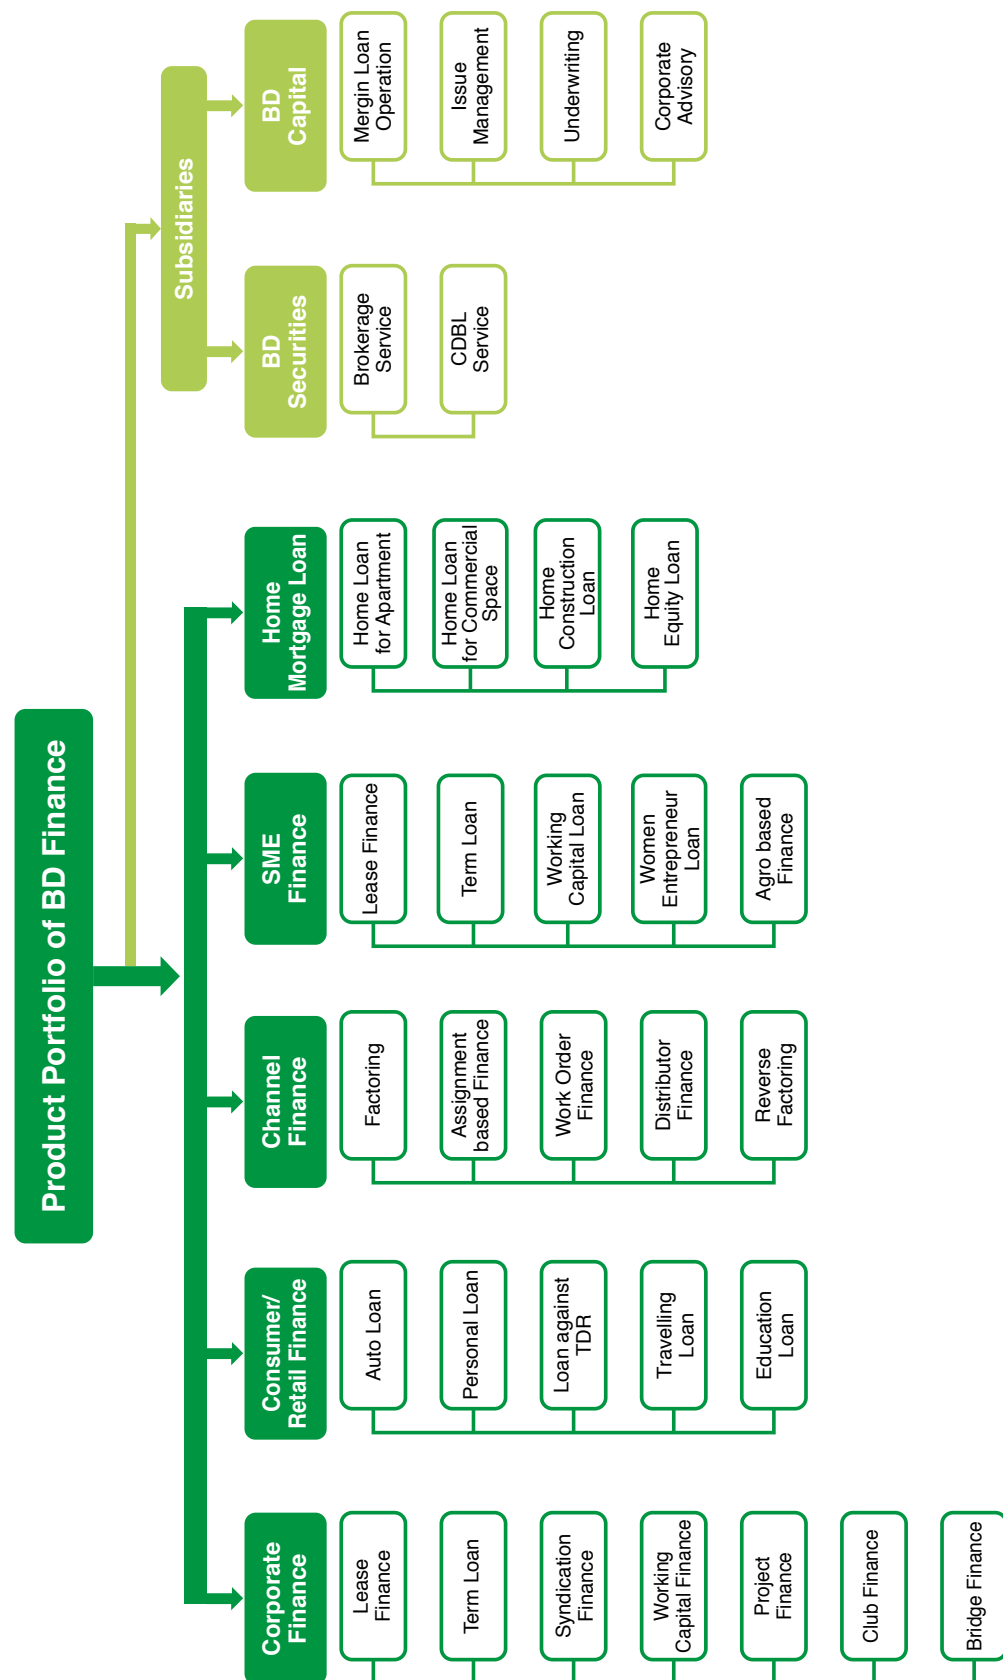 Product Portfolio of BD Finance
Corporate
Finance
Lease
Finance
Term Loan
Syndication
Finance
Working
Capital Finance
Project
Finance
Club Finance
Bridge Finance
Consumer/
Retail Finance
Auto Loan
Personal Loan
Loan against
TDR
Travelling
Loan
Education
Loan
Channel
Finance
Factoring
Assignment
based Finance
Work Order
Finance
Distributor
Finance
Reverse
Factoring
SME
Finance
Lease Finance
Term Loan
Working
Capital Loan
Women
Entrepreneur
Loan
Agro based
Finance
Home
Mortgage Loan
Home Loan
for Apartment
Home Loan
for Commercial
Space
Home
Construction
Loan
Home
Equity Loan
Subsidiaries
BD
Securities
Brokerage
Service
CDBL
Service
BD
Capital
Mergin Loan
Operation
Issue
Management
Underwriting
Corporate
Advisory